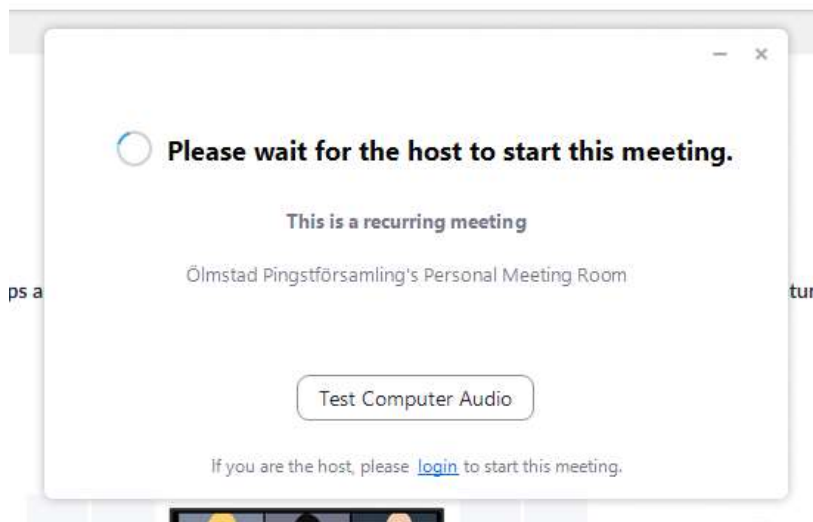 Please wait for the host to start this meeting.
This is a recurring meeting
Ölmstad Pingstförsamling's Personal Meeting Room
Test Computer Audio
If you are the host, please login to start this meeting.